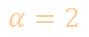 α = 2